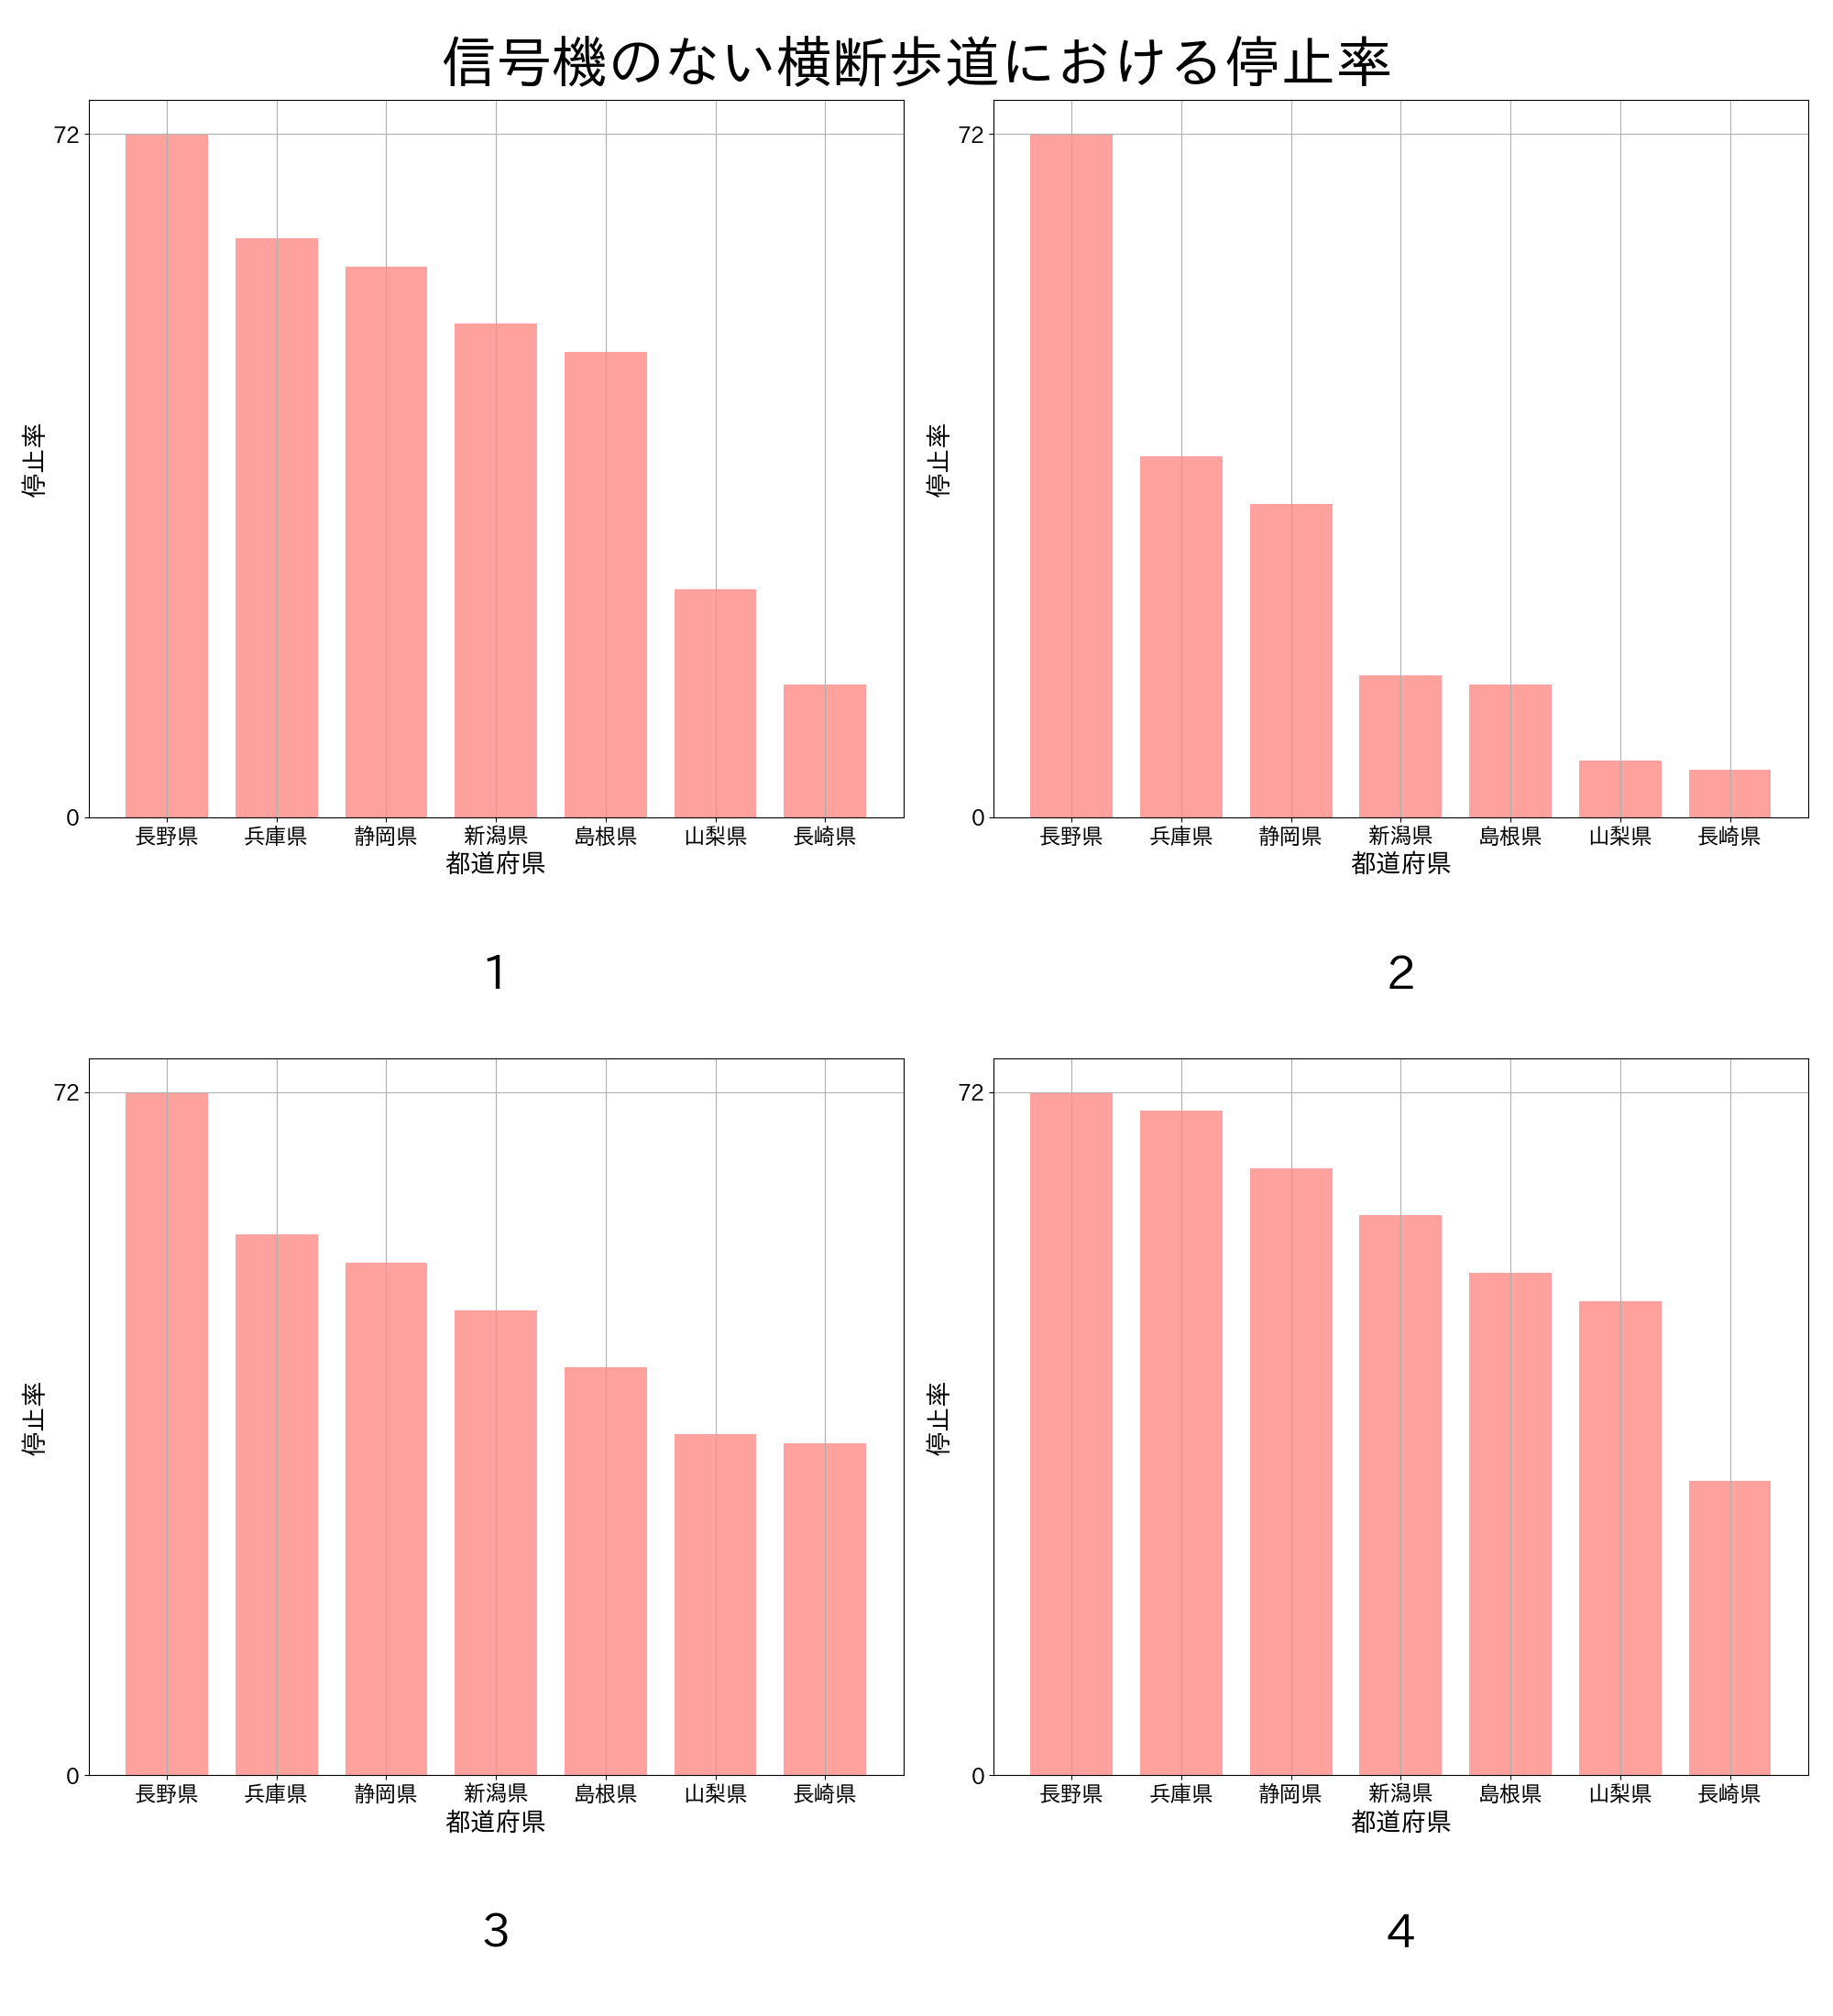 信号機のない横断歩道における停止率
72
0
停止率
長野県 兵庫県 静岡県 新潟県 島根県 山梨県 長崎県
都道府県
1
72
0
停止率
長野県 兵庫県 静岡県 新潟県 島根県 山梨県 長崎県
都道府県
2
72
0
停止率
長野県 兵庫県 静岡県 新潟県 島根県 山梨県 長崎県
都道府県
3
72
0
停止率
長野県 兵庫県 静岡県 新潟県 島根県 山梨県 長崎県
都道府県
4